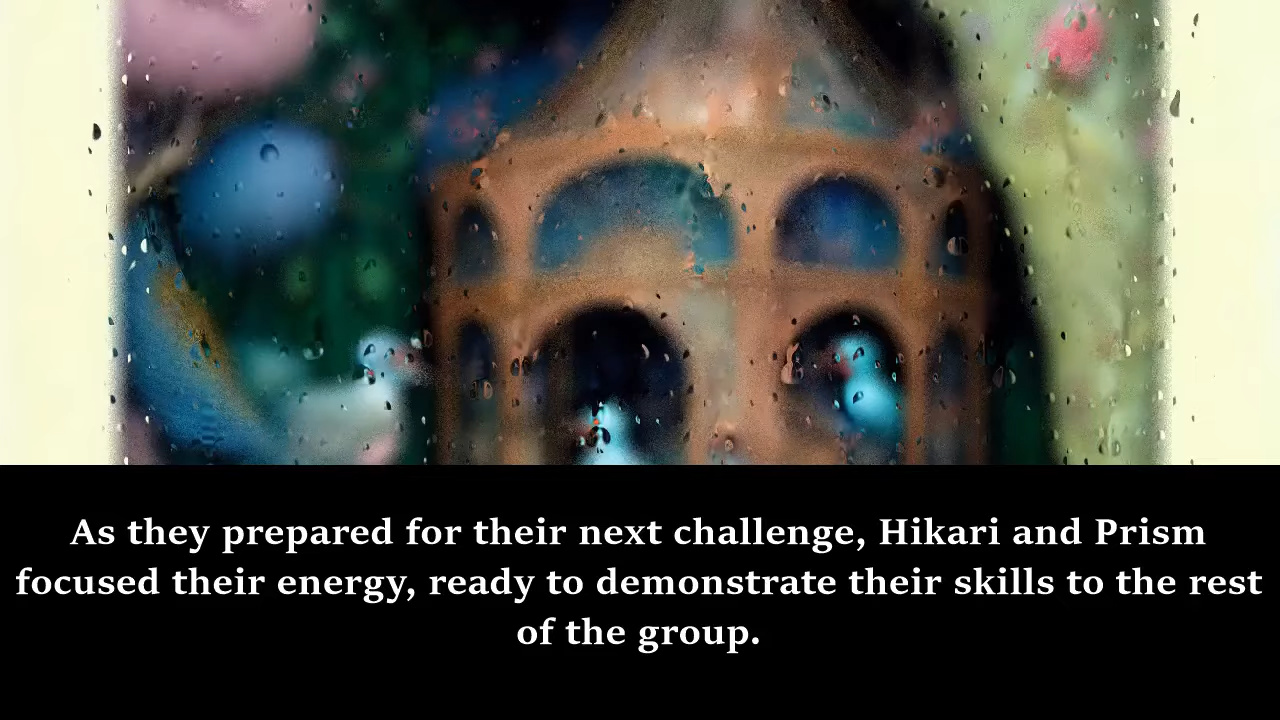 As they prepared for their next challenge, Hikari and Prism
focused their energy, ready to demonstrate their skills to the rest
of the group.